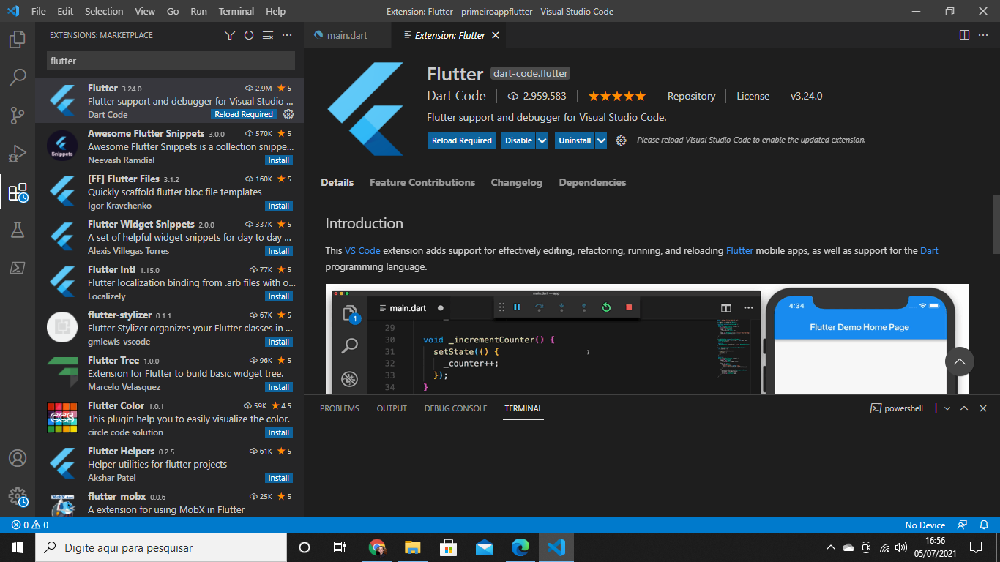 File Edit Selection View Go Run Terminal Help
Extension: Flutter - primeiroappflutter - Visual Studio Code
EXTENSIONS: MARKETPLACE
flutter
Flutter 3.24.0 2.9M 5
Flutter support and debugger for Visual Studio ...
Dart Code Reload Required
Awesome Flutter Snippets 3.0.0 570K 5
Awesome Flutter Snippets is a collection snippe...
Neevash Ramdial Install
Snippets
[FF] Flutter Files 3.1.2 160K 5
Quickly scaffold flutter bloc file templates
Igor Kravchenko Install
Flutter Widget Snippets 2.0.0 337K 5
A set of helpful widget snippets for day to day ...
Alexis Villegas Torres Install
Flutter Intl 1.15.0 77K 5
Flutter localization binding from .arb files with o...
Localizely Install
flutter-stylizer 0.1.1 67K 5
Flutter Stylizer organizes your Flutter classes in ...
gmlewis-vscode Install
Flutter Tree 1.0.0 96K 5
Extension for Flutter to build basic widget tree.
Marcelo Velasquez Install
Flutter Color 1.0.1 59K 4.5
This plugin help you to easily visualize the color.
circle code solution Install
CCS
Flutter Helpers 0.2.5 61K 5
Helper utilities for flutter projects
Akshar Patel Install
flutter_mobx 0.0.6 25K 5
A extension for using MobX in Flutter
main.dart
Extension: Flutter
Flutter dart-code.flutter
Dart Code 2.959.583 Repository License v3.24.0
Flutter support and debugger for Visual Studio Code.
Reload Required Disable Uninstall Please reload Visual Studio Code to enable the updated extension.
Details Feature Contributions Changelog Dependencies
Introduction
This VS Code extension adds support for effectively editing, refactoring, running, and reloading Flutter mobile apps, as well as support for the Dart
programming language.
main.dart — app
main.dart
1
29
30 void _incrementCounter() {
31 setState(() {
32 _counter++;
33 });
34 }
4:34
Flutter Demo Home Page
PROBLEMS OUTPUT DEBUG CONSOLE TERMINAL
powershell
0 0
No Device
Digite aqui para pesquisar
16:56
05/07/2021